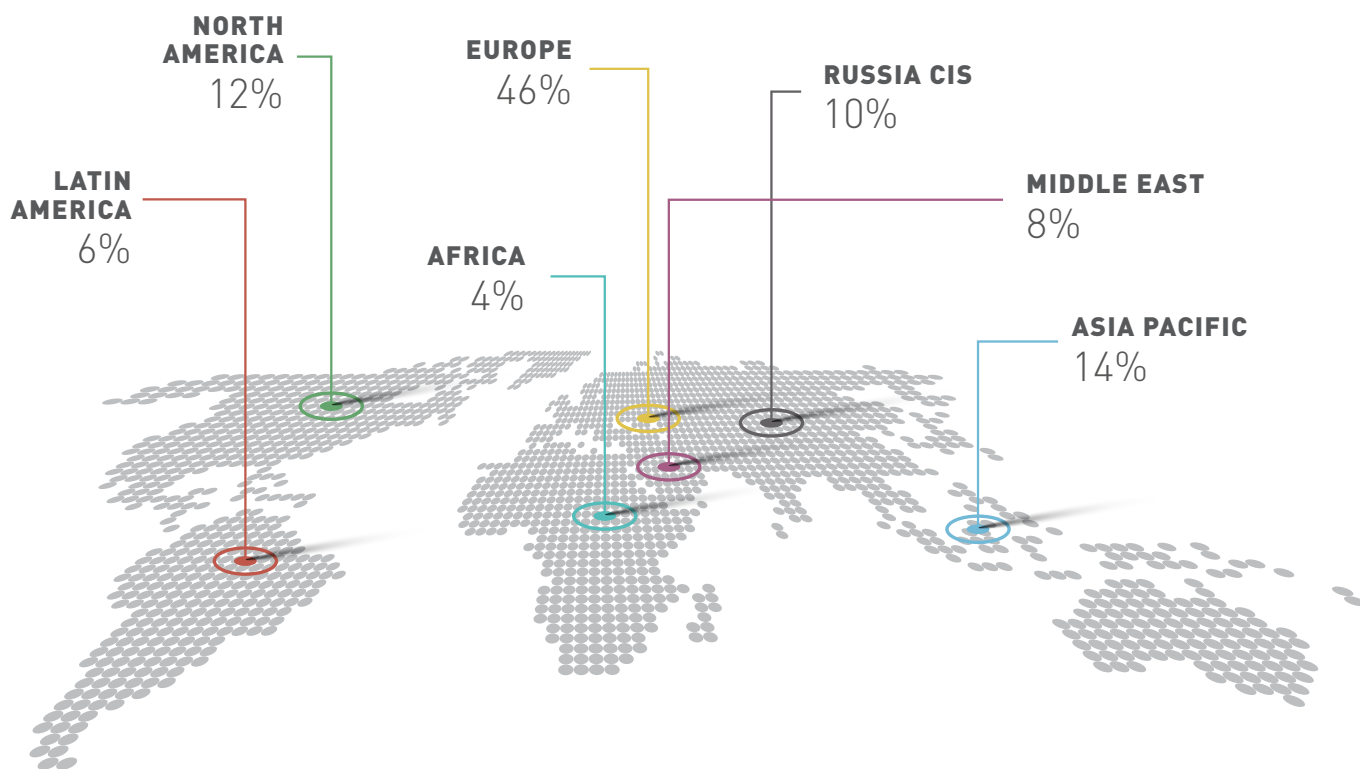 NORTH
AMERICA
12%
EUROPE
46%
RUSSIA CIS
10%
LATIN
AMERICA
6%
MIDDLE EAST
8%
AFRICA
4%
ASIA PACIFIC
14%